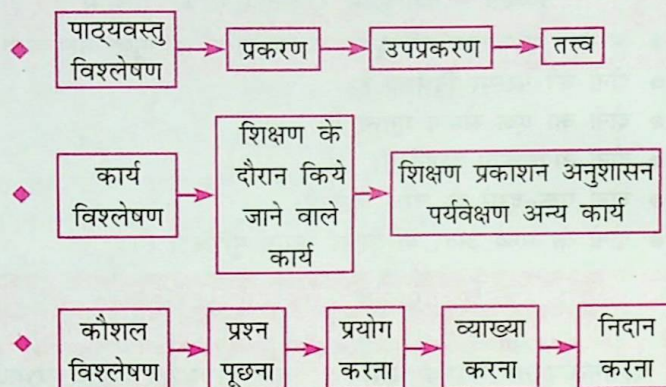 पाठ्यवस्तु
विश्लेषण
प्रकरण
उपप्रकरण
तत्त्व
कार्य
विश्लेषण
शिक्षण के
दौरान किये
जाने वाले
कार्य
शिक्षण प्रकाशन अनुशासन
पर्यवेक्षण अन्य कार्य
कौशल
विश्लेषण
प्रश्न
पूछना
प्रयोग
करना
व्याख्या
करना
निदान
करना